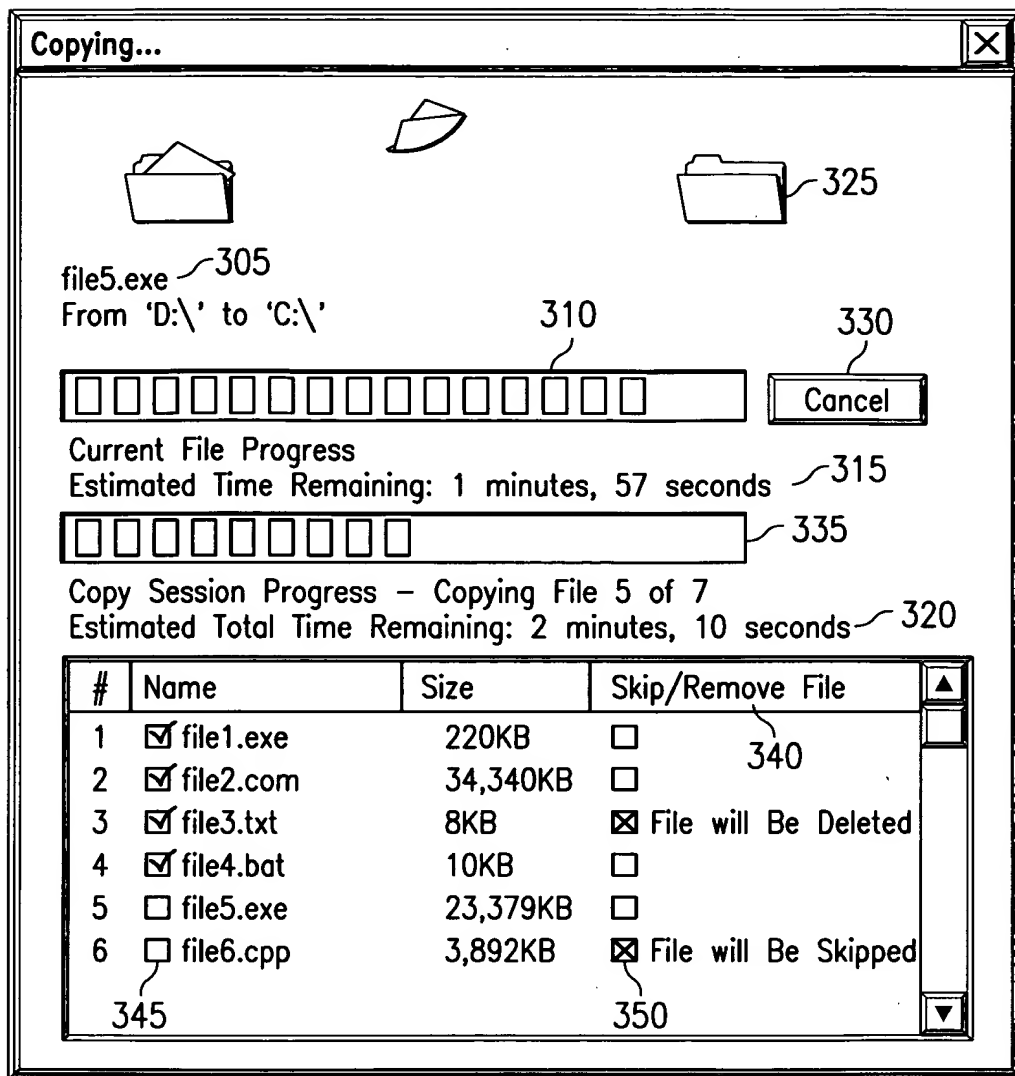 Copying...
325
file5.exe 305
From ‘D:\’ to ‘C:\’
310
330
Cancel
Current File Progress
Estimated Time Remaining: 1 minutes, 57 seconds 315
335
Copy Session Progress – Copying File 5 of 7
Estimated Total Time Remaining: 2 minutes, 10 seconds 320
# Name Size Skip/Remove File
340
1 file1.exe 220KB
2 file2.com 34,340KB
3 file3.txt 8KB File will Be Deleted
4 file4.bat 10KB
5 file5.exe 23,379KB
6 file6.cpp 3,892KB File will Be Skipped
345 350